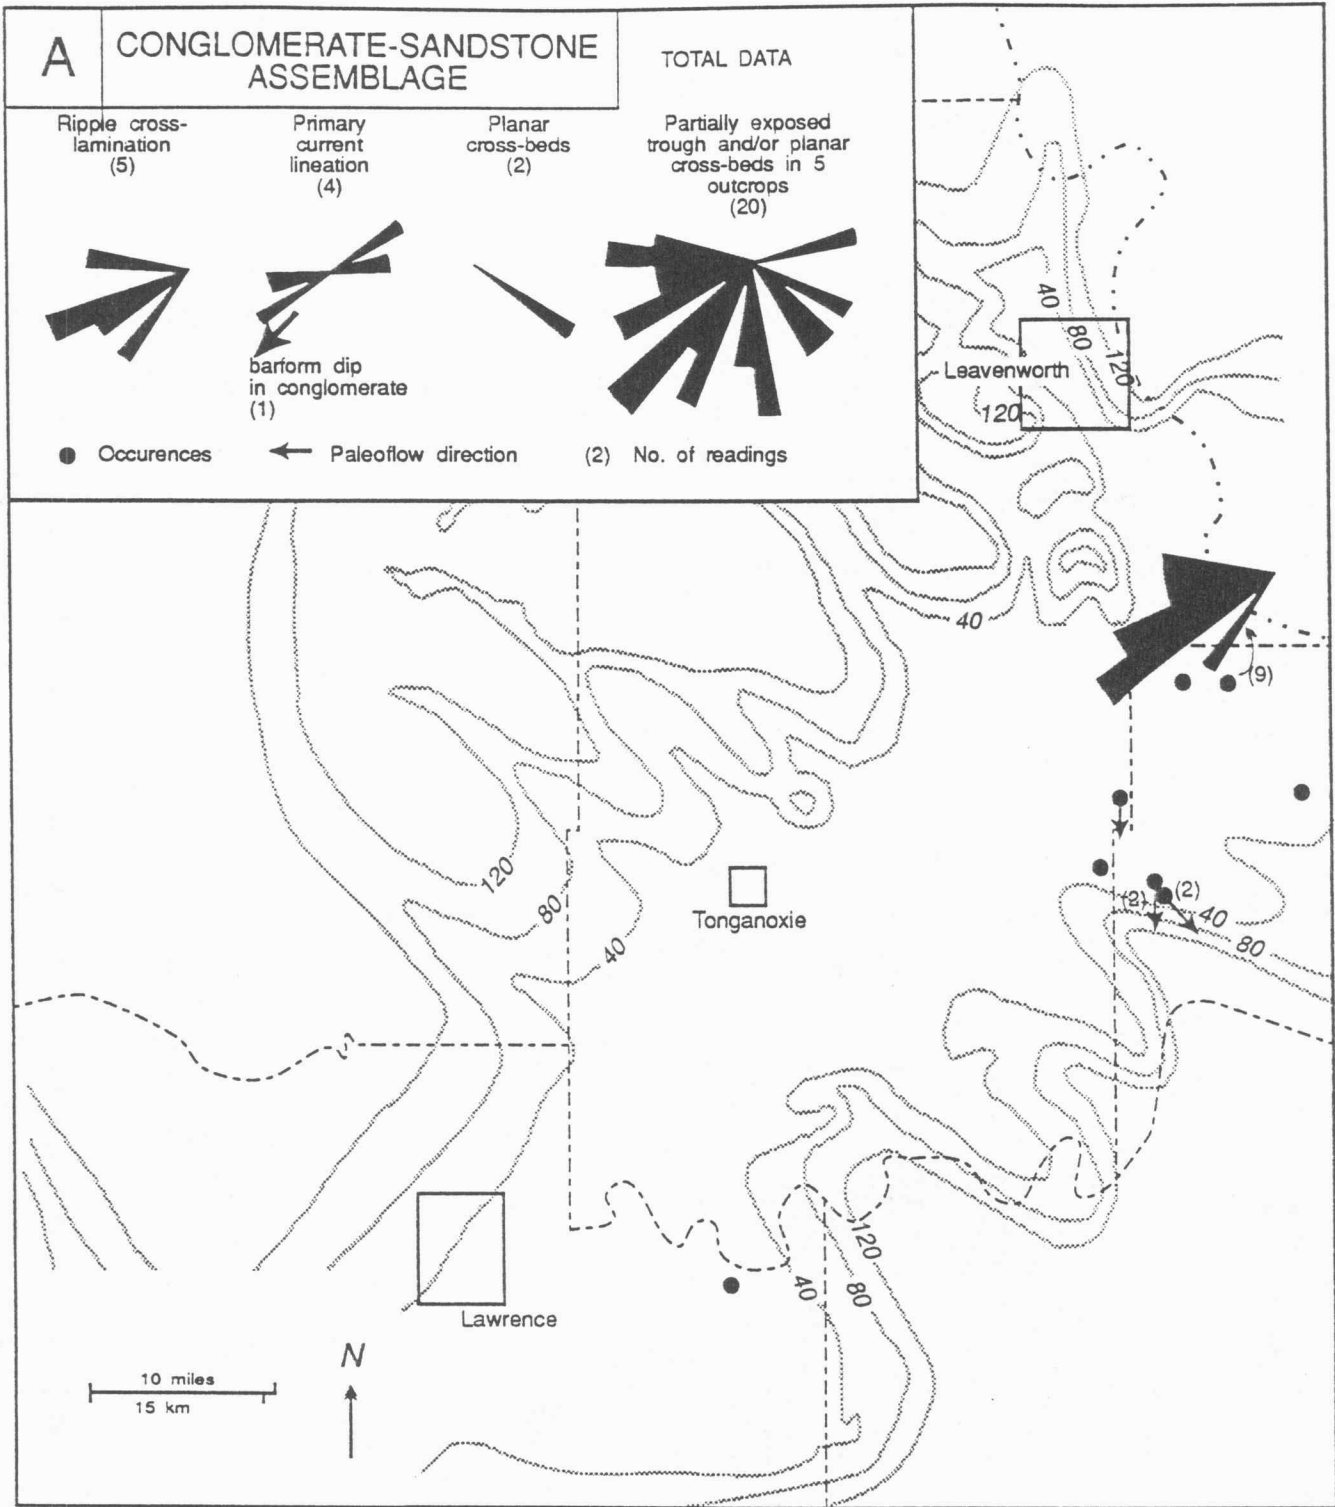 A
CONGLOMERATE-SANDSTONE
ASSEMBLAGE
TOTAL DATA
Ripple cross-
lamination
(5)
Primary
current
lineation
(4)
Planar
cross-beds
(2)
Partially exposed
trough and/or planar
cross-beds in 5
outcrops
(20)
barform dip
in conglomerate
(1)
Occurences
Paleoflow direction
(2) No. of readings
40
80
120
Leavenworth
120
40
(9)
120
80
40
Tonganoxie
(2)
(2)
40
80
120
40
80
Lawrence
N
10 miles
15 km